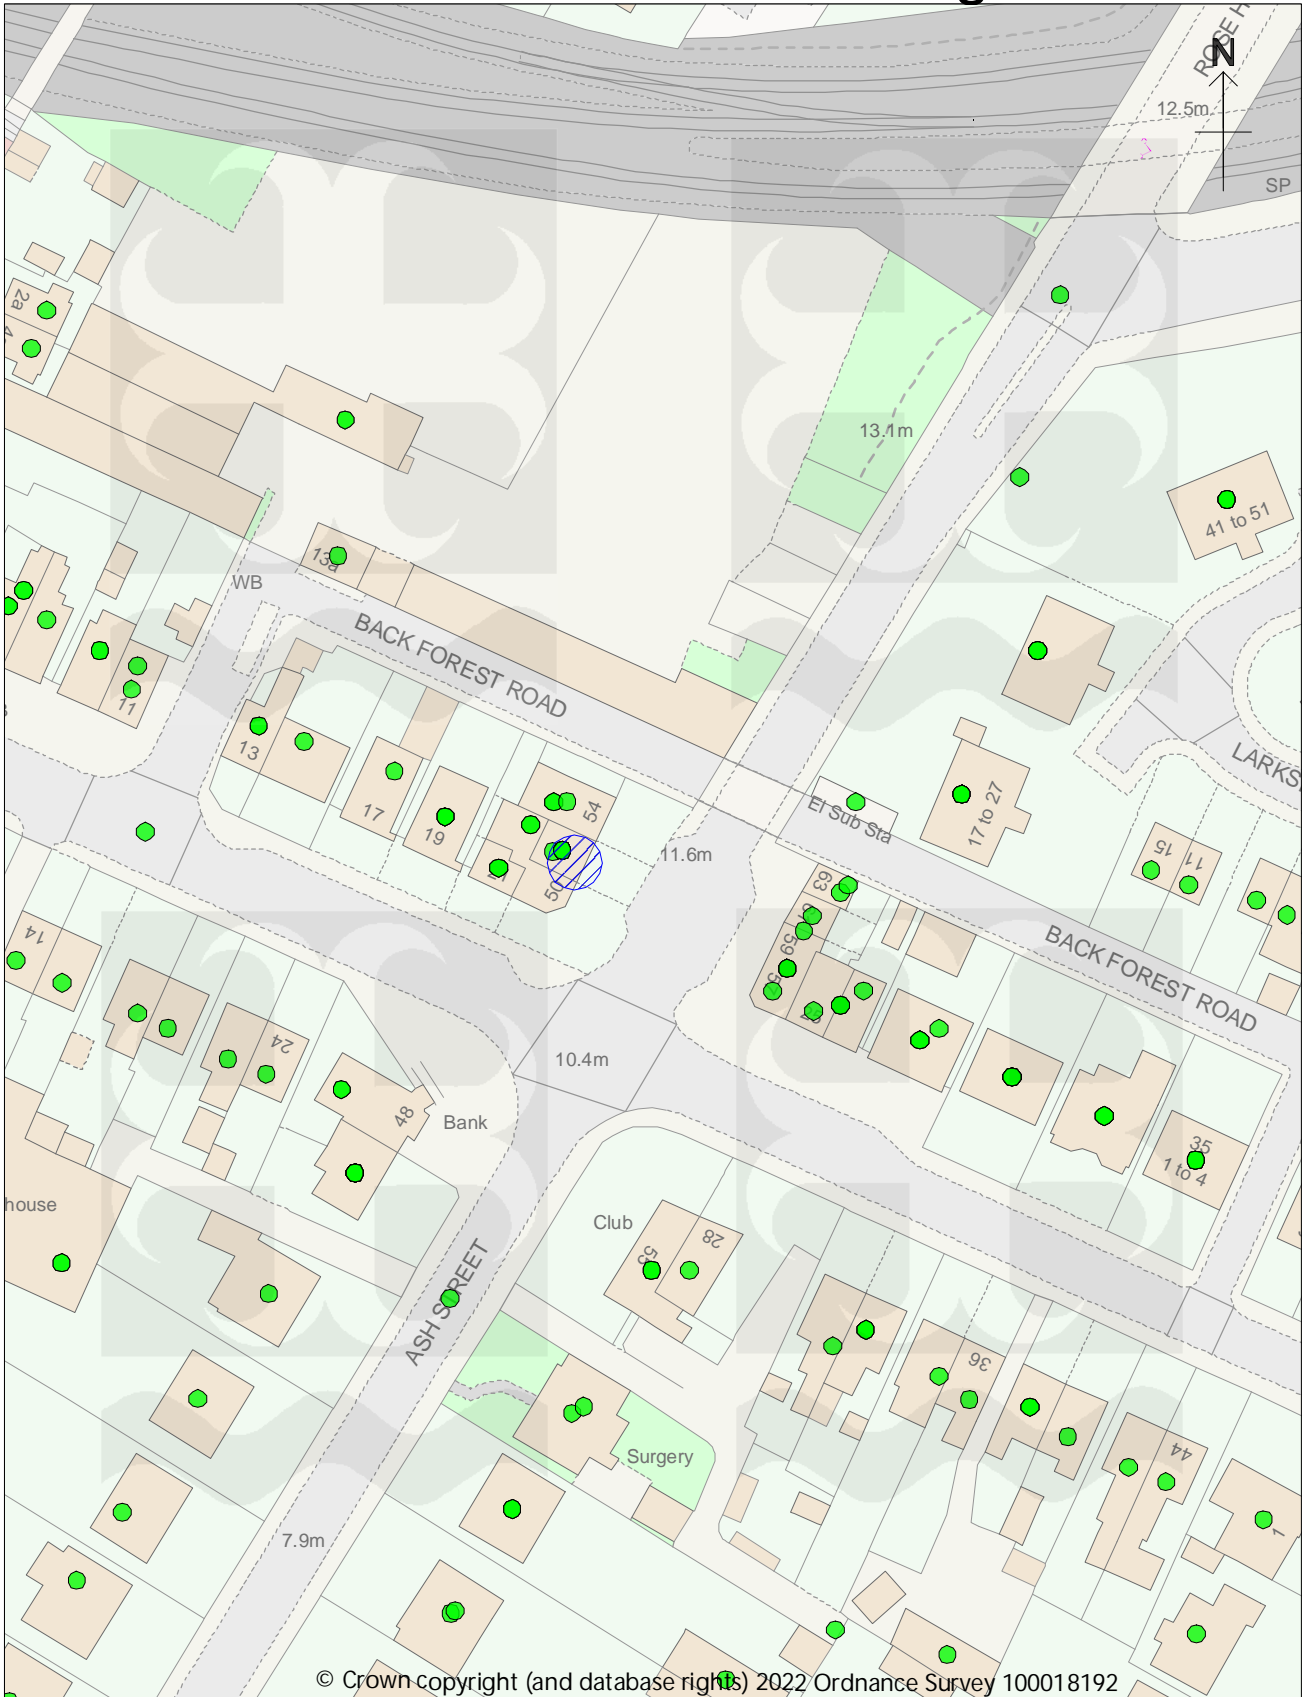 N
12.5m
SP
2a
13.1m
41 to 51
13a
WB
BACK FOREST ROAD
11
13
17
19
54
50
11.6m
El Sub Sta
17 to 27
LARKS
15
11
63
59
BACK FOREST ROAD
14
24
10.4m
48
Bank
35
1 to 4
house
Club
28
53
ASH STREET
36
Surgery
44
1
7.9m
© Crown copyright (and database rights) 2022 Ordnance Survey 100018192